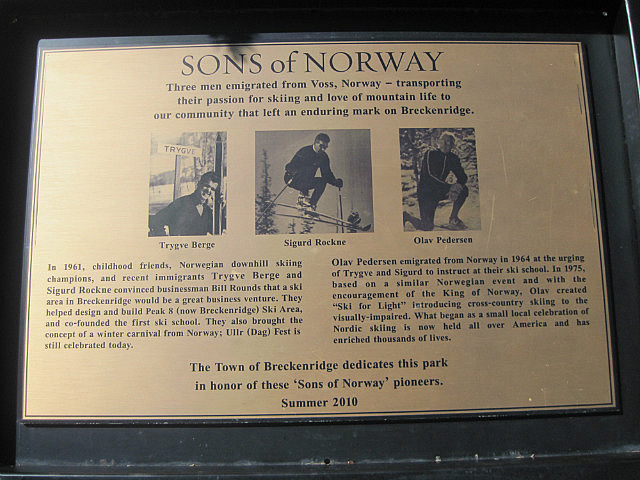 SONS of NORWAY
Three men emigrated from Voss, Norway – transporting
their passion for skiing and love of mountain life to
our community that left an enduring mark on Breckenridge.
TRYGVE
Trygve Berge
Sigurd Rockne
Olav Pedersen
In 1961, childhood friends, Norwegian downhill skiing
champions, and recent immigrants Trygve Berge and
Sigurd Rockne convinced businessman Bill Rounds that a ski
area in Breckenridge would be a great business venture. They
helped design and build Peak 8 (now Breckenridge) Ski Area,
and co-founded the first ski school. They also brought the
concept of a winter carnival from Norway; Ullr (Dag) Fest is
still celebrated today.
Olav Pedersen emigrated from Norway in 1964 at the urging
of Trygve and Sigurd to instruct at their ski school. In 1975,
based on a similar Norwegian event and with the
encouragement of the King of Norway, Olav created
“Ski for Light” introducing cross-country skiing to the
visually-impaired. What began as a small local celebration of
Nordic skiing is now held all over America and has
enriched thousands of lives.
The Town of Breckenridge dedicates this park
in honor of these ‘Sons of Norway’ pioneers.
Summer 2010